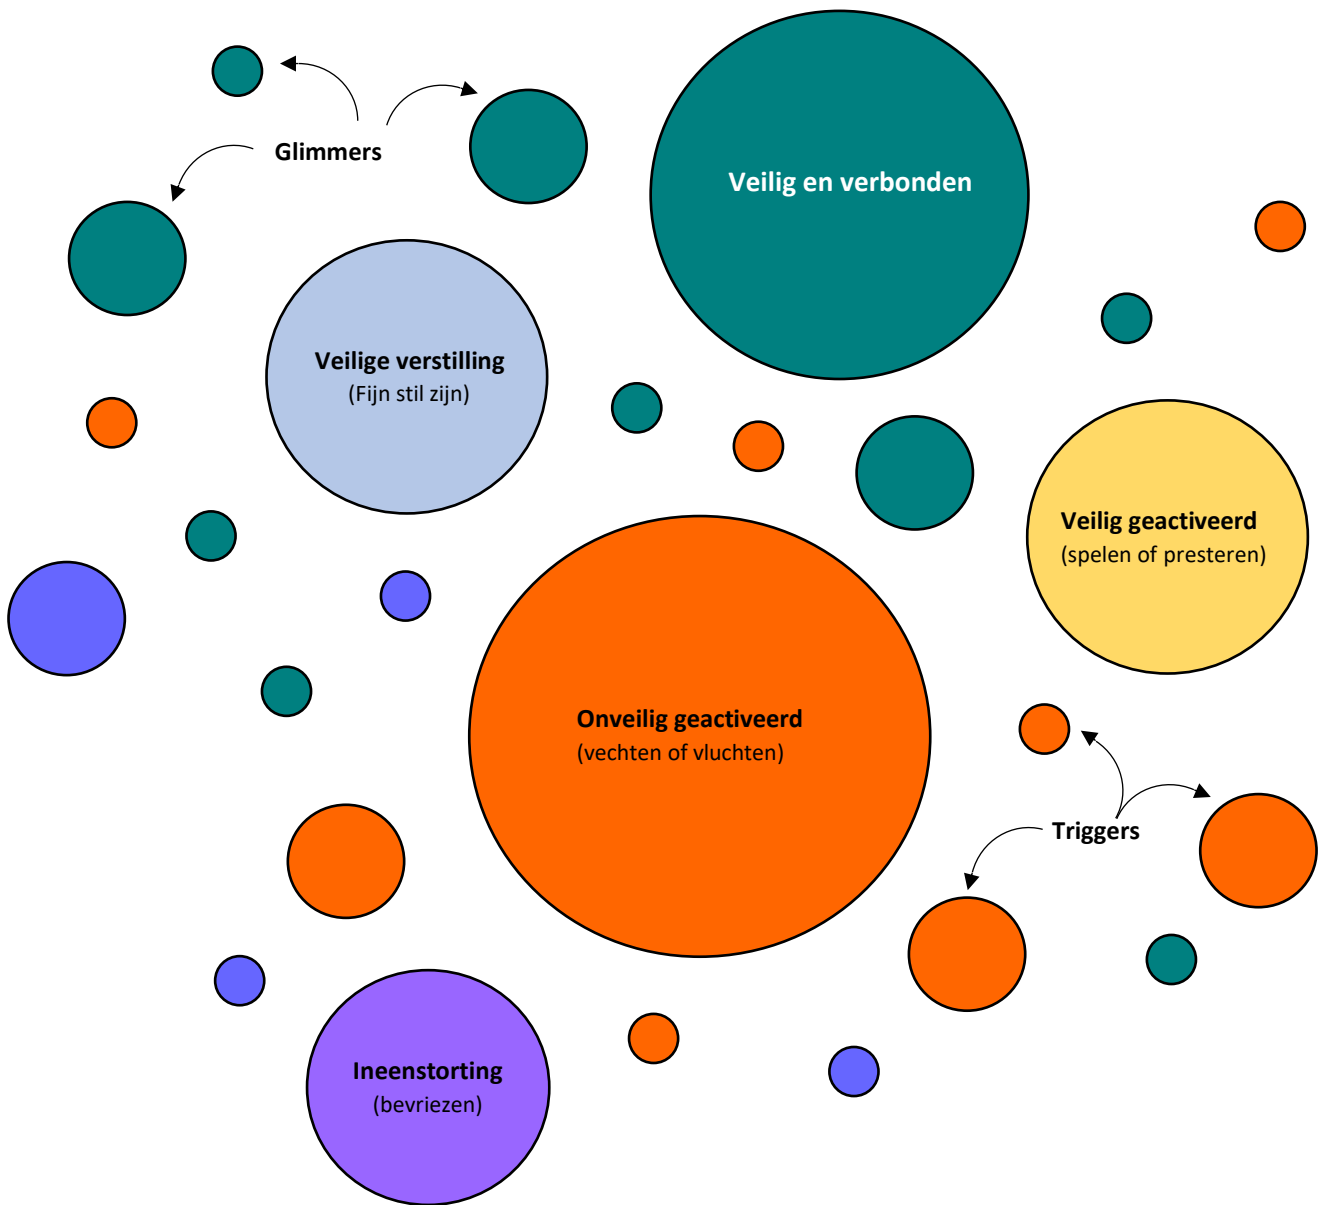 Glimmers
Veilig en verbonden
Veilige verstilling
(Fijn stil zijn)
Veilig geactiveerd
(spelen of presteren)
Onveilig geactiveerd
(vechten of vluchten)
Triggers
Ineenstorting
(bevriezen)